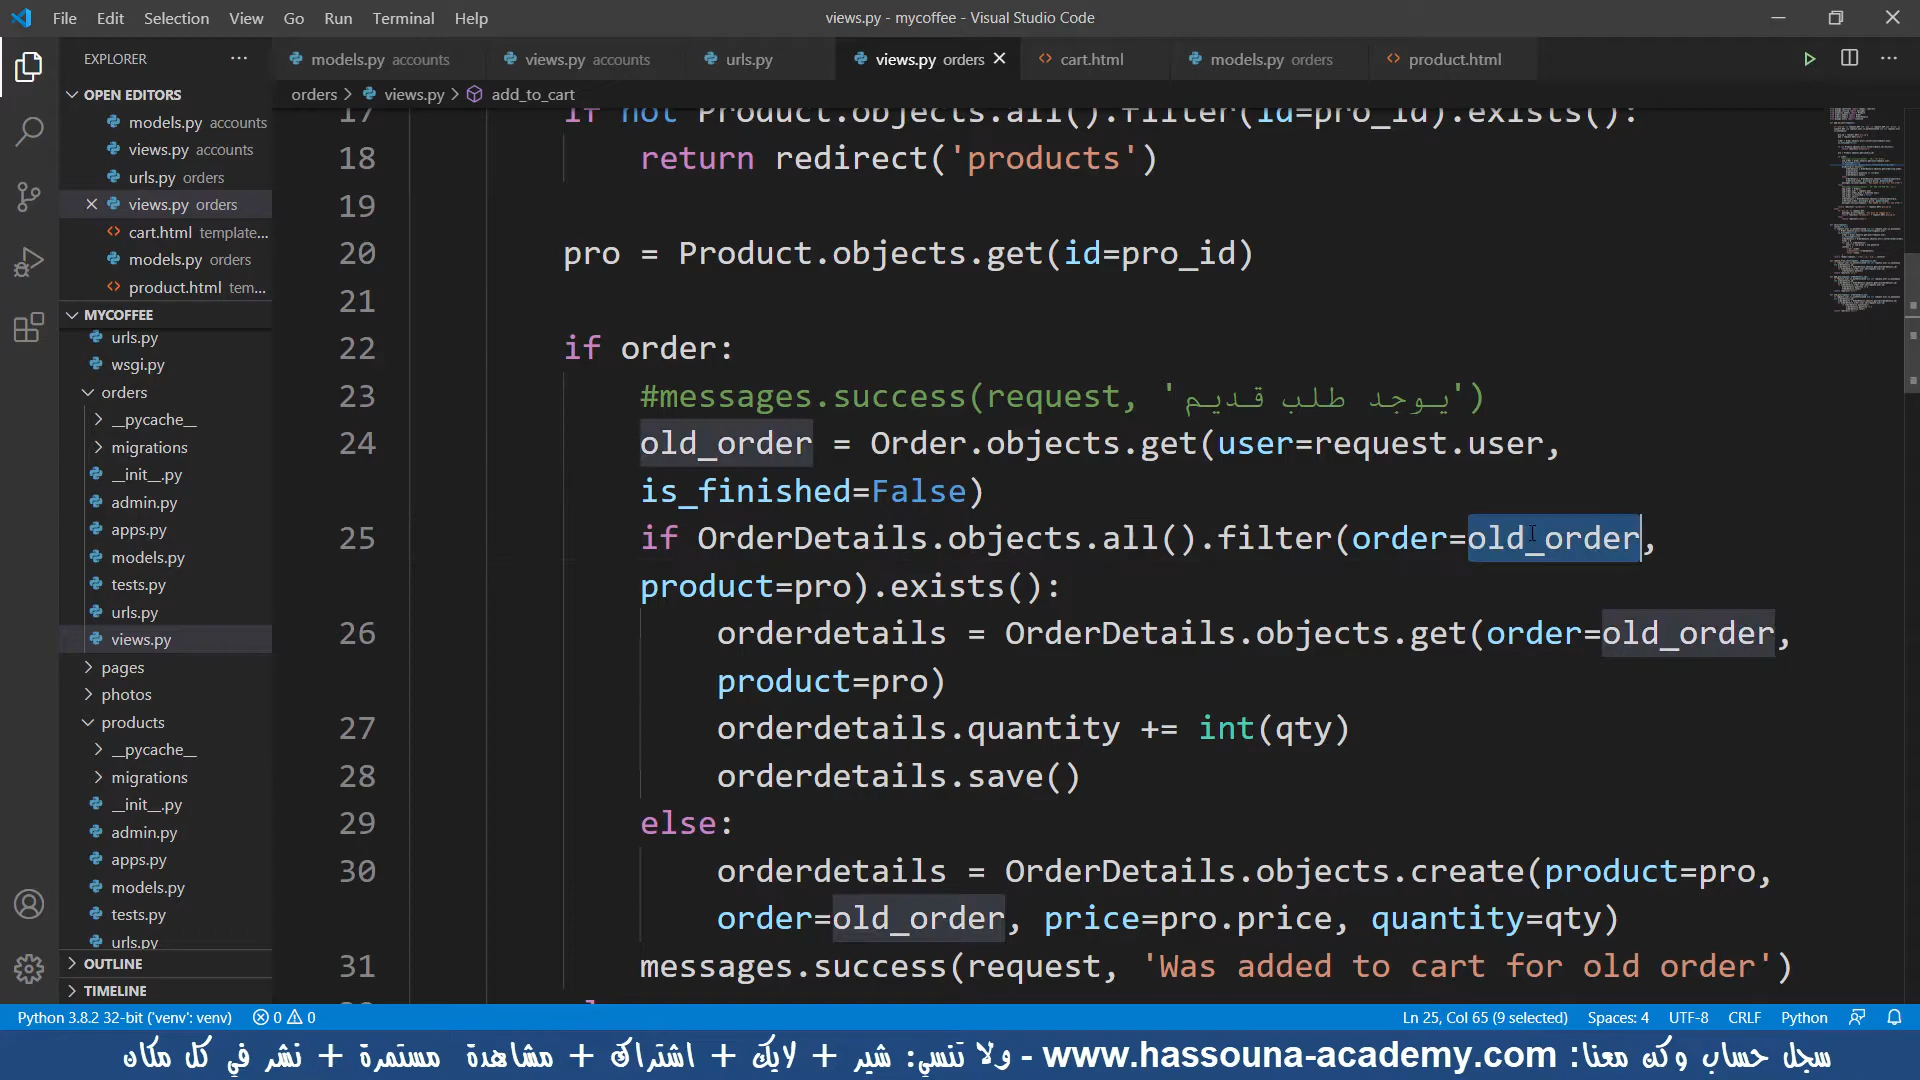 File Edit Selection View Go Run Terminal Help
views.py - mycoffee - Visual Studio Code
EXPLORER
models.py accounts
views.py accounts
urls.py
views.py orders
cart.html
models.py orders
product.html
orders > views.py > add_to_cart
OPEN EDITORS
models.py accounts
views.py accounts
urls.py orders
views.py orders
cart.html template...
models.py orders
product.html tem...
MYCOFFEE
urls.py
wsgi.py
orders
__pycache__
migrations
__init__.py
admin.py
apps.py
models.py
tests.py
urls.py
views.py
pages
photos
products
__pycache__
migrations
__init__.py
admin.py
apps.py
models.py
tests.py
urls.py
OUTLINE
TIMELINE
17 if not Product.objects.all().filter(id=pro_id).exists():
18 return redirect('products')
19
20 pro = Product.objects.get(id=pro_id)
21
22 if order:
23 #messages.success(request, 'يوجد طلب قديم')
24 old_order = Order.objects.get(user=request.user,
is_finished=False)
25 if OrderDetails.objects.all().filter(order=old_order,
product=pro).exists():
26 orderdetails = OrderDetails.objects.get(order=old_order,
product=pro)
27 orderdetails.quantity += int(qty)
28 orderdetails.save()
29 else:
30 orderdetails = OrderDetails.objects.create(product=pro,
order=old_order, price=pro.price, quantity=qty)
31 messages.success(request, 'Was added to cart for old order')
Python 3.8.2 32-bit ('venv': venv) 0 0
Ln 25, Col 65 (9 selected) Spaces: 4 UTF-8 CRLF Python
سجل حساب وكن معنا: www.hassouna-academy.com - ولا تنسي: شير + لايك + اشتراك + مشاهدة مستمرة + نشر في كل مكان